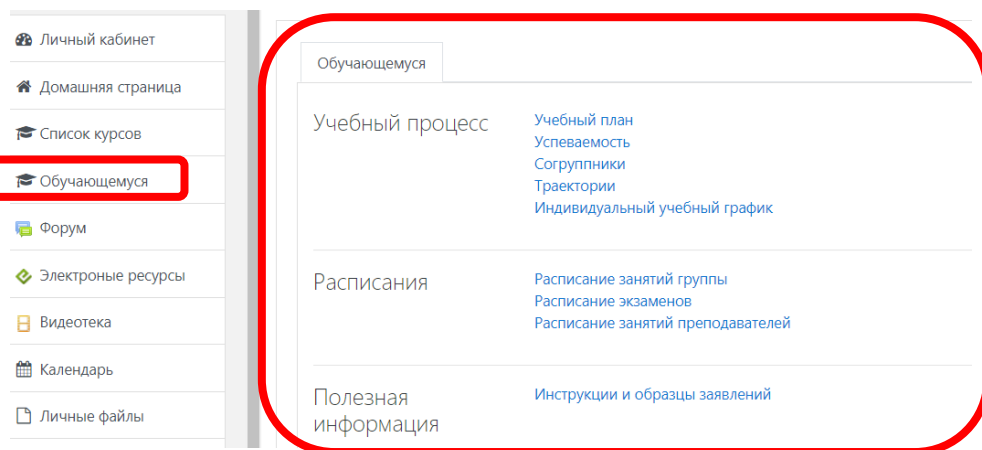 Личный кабинет
Домашняя страница
Список курсов
Обучающемуся
Форум
Электроные ресурсы
Видеотека
Календарь
Личные файлы
Обучающемуся
Учебный процесс
Учебный план
Успеваемость
Согруппники
Траектории
Индивидуальный учебный график
Расписания
Расписание занятий группы
Расписание экзаменов
Расписание занятий преподавателей
Полезная
информация
Инструкции и образцы заявлений